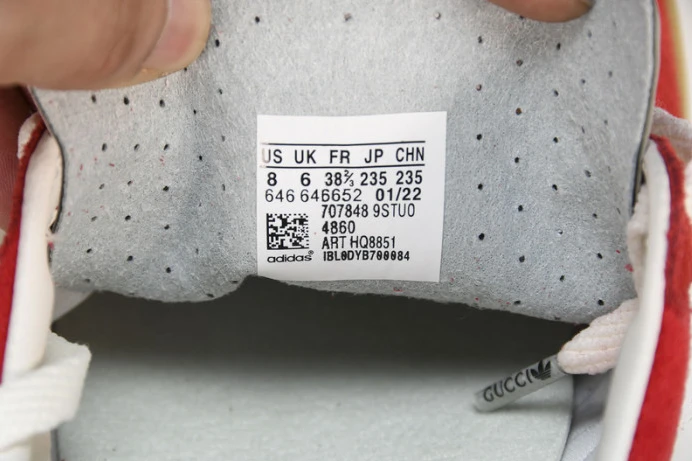 US UK FR JP CHN
8 6 38⅔ 235 235
646 646652 01/22
707848 9STU0
4860
ART HQ8851
adidas® IBL0DYB700084
GUCCI